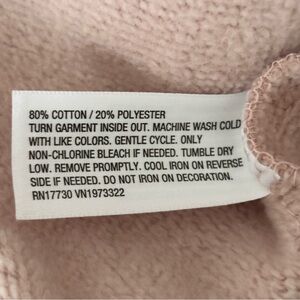 80% COTTON / 20% POLYESTER
TURN GARMENT INSIDE OUT. MACHINE WASH COLD
WITH LIKE COLORS. GENTLE CYCLE. ONLY
NON-CHLORINE BLEACH IF NEEDED. TUMBLE DRY
LOW. REMOVE PROMPTLY. COOL IRON ON REVERSE
SIDE IF NEEDED. DO NOT IRON ON DECORATION.
RN17730 VN1973322